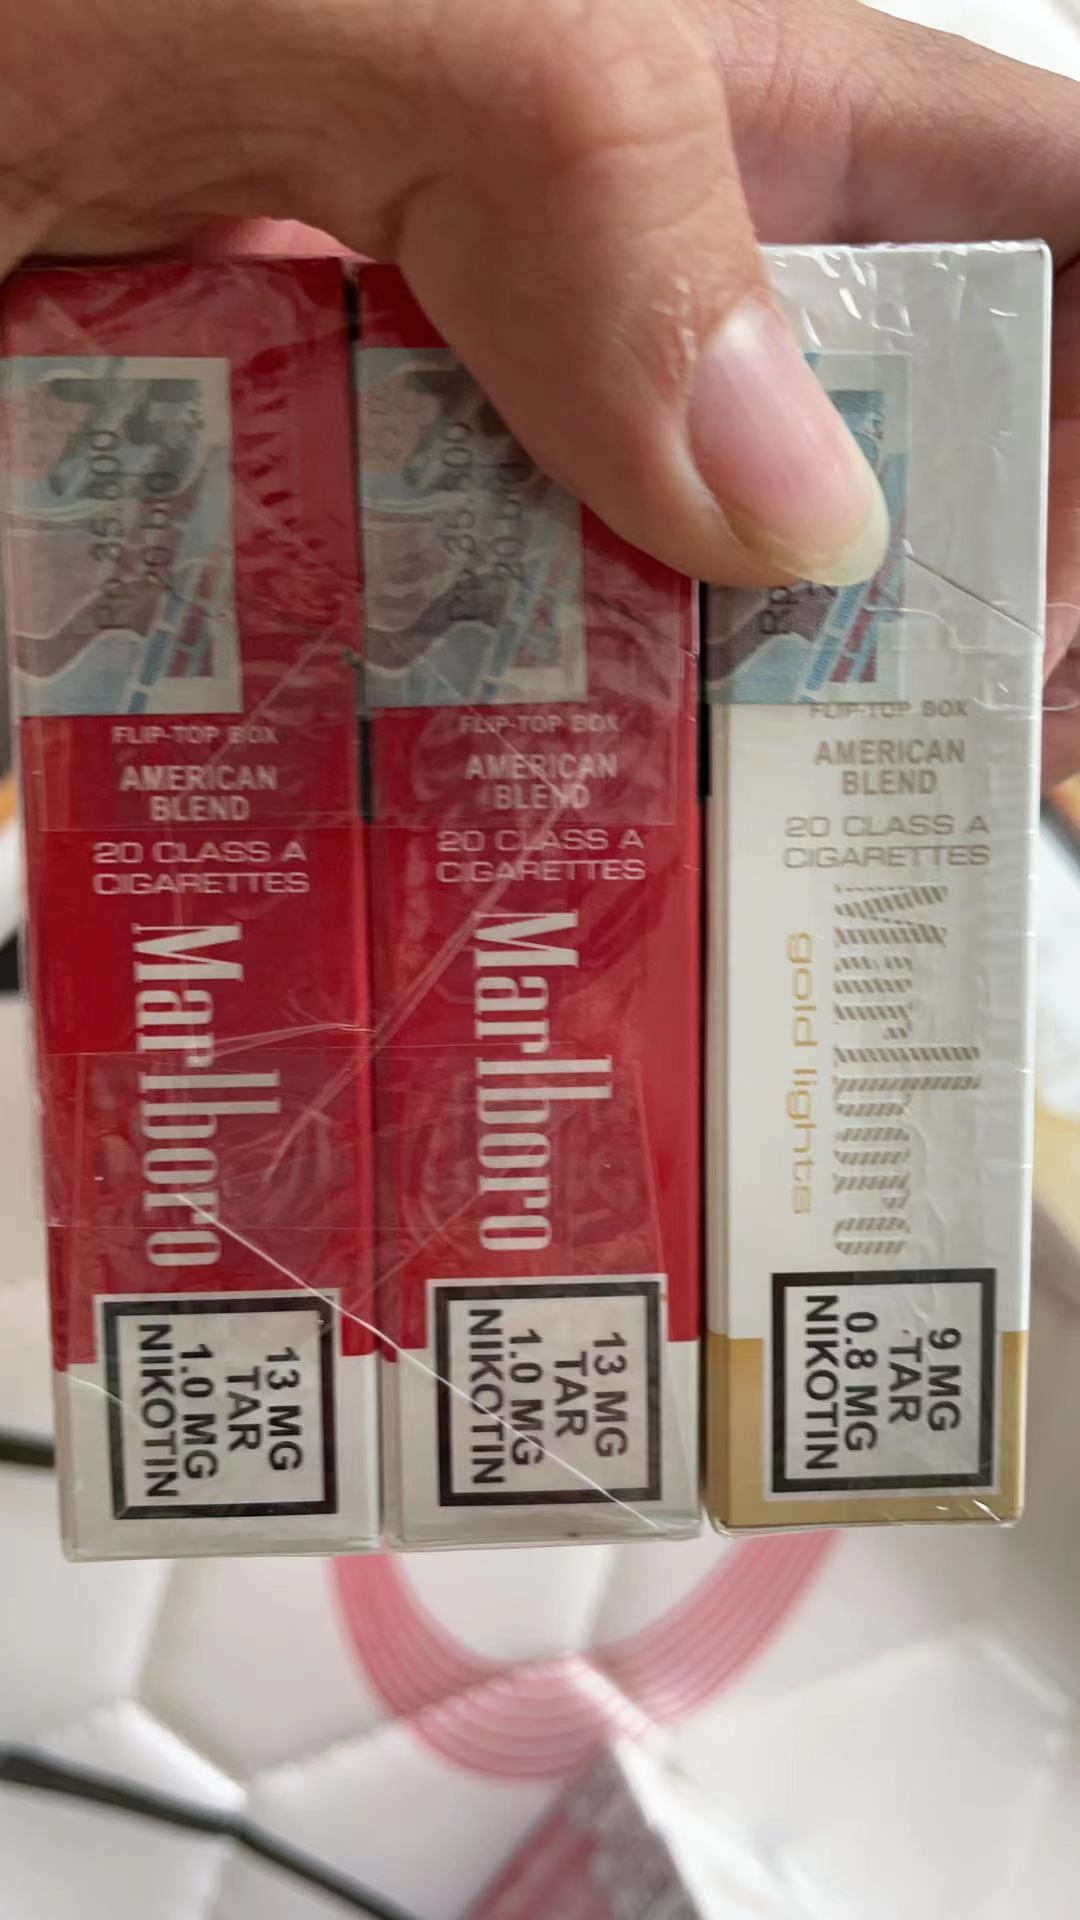 Rp 35.600
20 btg
FLIP-TOP BOX
AMERICAN
BLEND
20 CLASS A
CIGARETTES
Marlboro
13 MG
TAR
1.0 MG
NIKOTIN
Rp 35.600
20 btg
FLIP-TOP BOX
AMERICAN
BLEND
20 CLASS A
CIGARETTES
Marlboro
13 MG
TAR
1.0 MG
NIKOTIN
Rp
FLIP-TOP BOX
AMERICAN
BLEND
20 CLASS A
CIGARETTES
Marlboro
gold lights
9 MG
TAR
0.8 MG
NIKOTIN